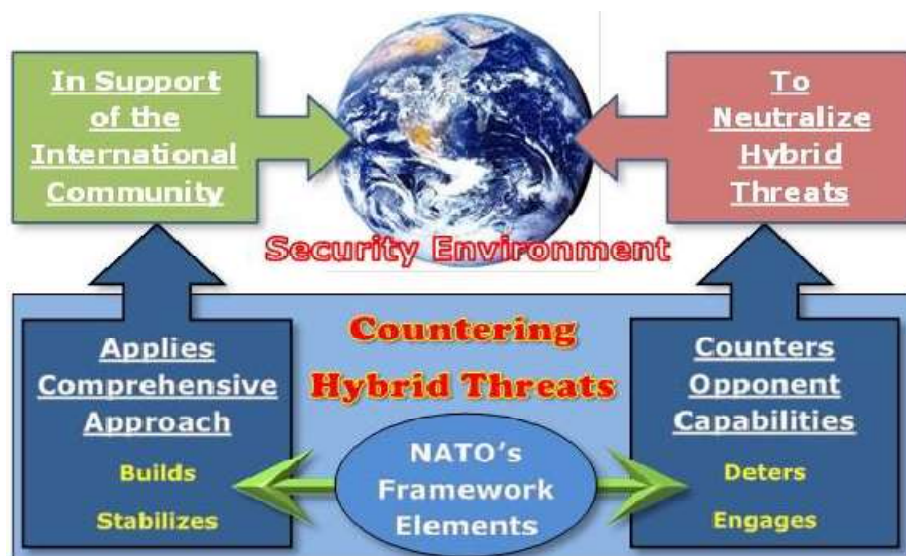 In Support
of the
International
Community
To
Neutralize
Hybrid
Threats
Security Environment
Countering
Hybrid Threats
Applies
Comprehensive
Approach
Builds
Stabilizes
NATO's
Framework
Elements
Counters
Opponent
Capabilities
Deters
Engages